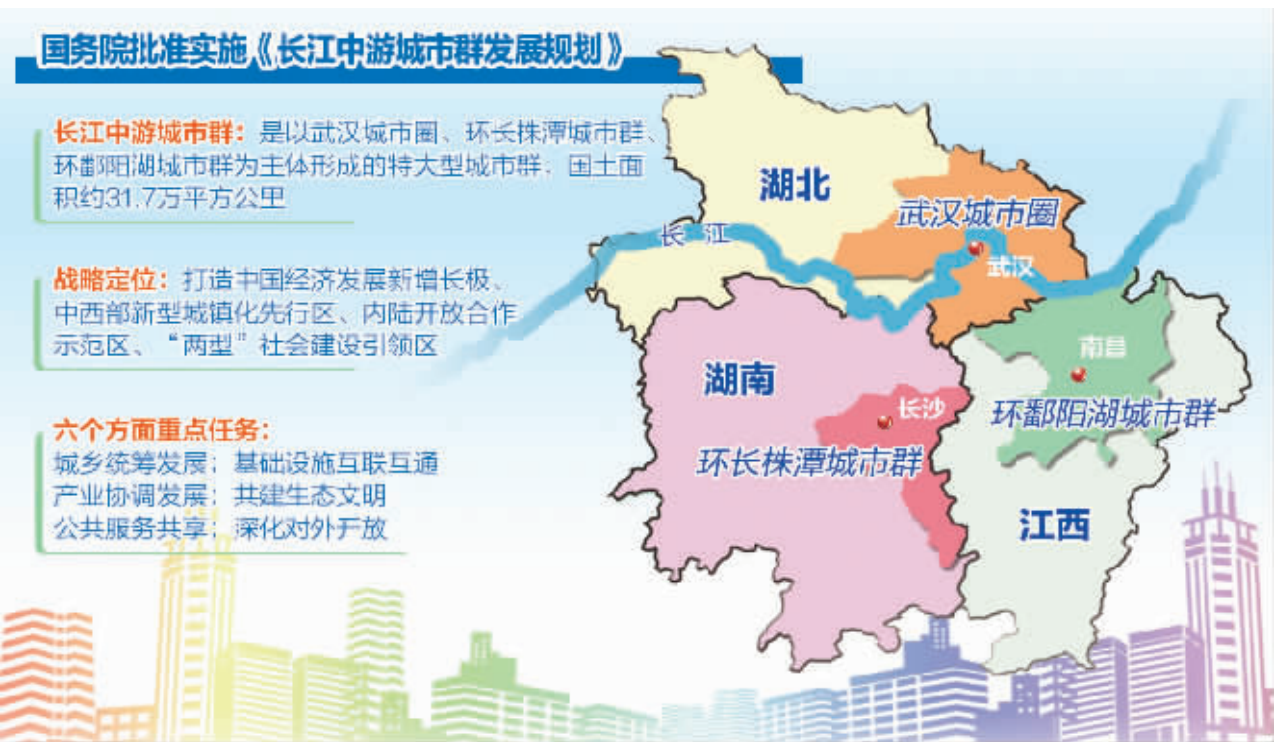 国务院批准实施《长江中游城市群发展规划》
长江中游城市群：是以武汉城市圈、环长株潭城市群、
环鄱阳湖城市群为主体形成的特大型城市群；国土面
积约31.7万平方公里
战略定位：打造中国经济发展新增长极、
中西部新型城镇化先行区、内陆开放合作
示范区、“两型”社会建设引领区
六个方面重点任务：
城乡统筹发展；基础设施互联互通
产业协调发展；共建生态文明
公共服务共享；深化对外开放
湖北
武汉城市圈
长 江
武汉
湖南
长沙
环长株潭城市群
南昌
环鄱阳湖城市群
江西